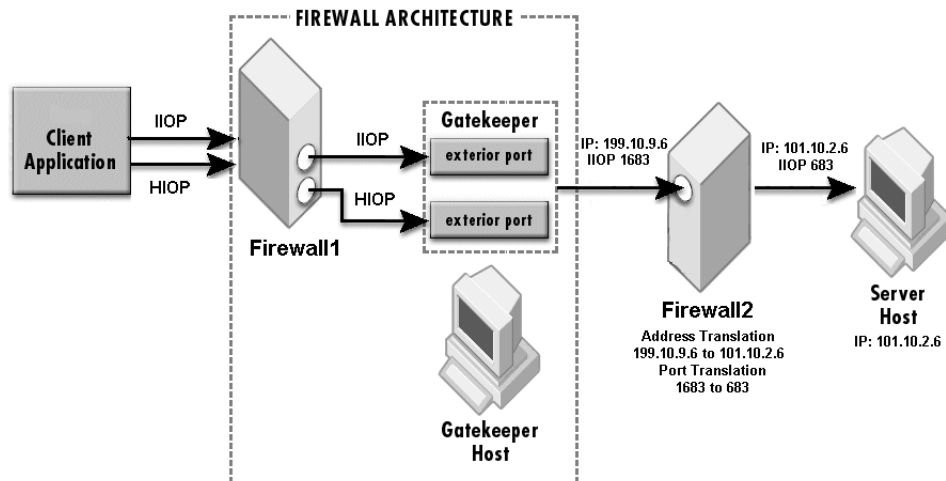 FIREWALL ARCHITECTURE
Client
Application
IIOP
HIOP
Firewall1
IIOP
HIOP
Gatekeeper
exterior port
exterior port
Gatekeeper
Host
IP: 199.10.9.6
IIOP 1683
Firewall2
Address Translation
199.10.9.6 to 101.10.2.6
Port Translation
1683 to 683
IP: 101.10.2.6
IIOP 683
Server
Host
IP: 101.10.2.6